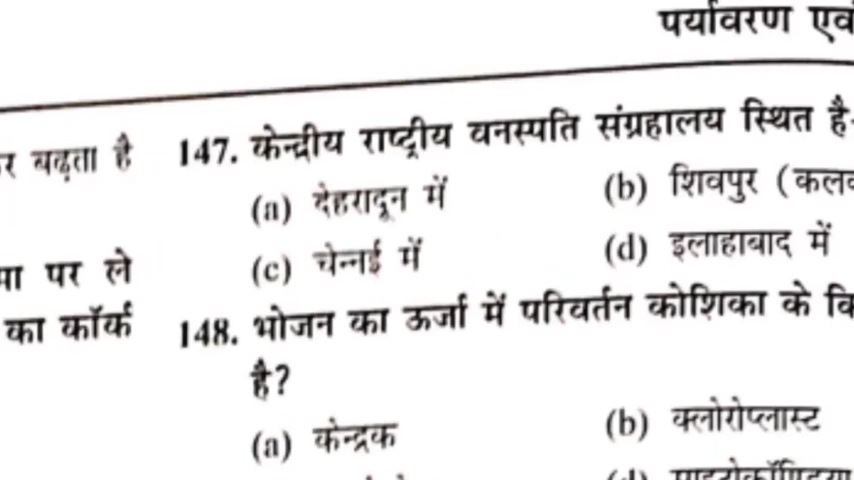 पर्यावरण एवं
र बढ़ता है
147. केन्द्रीय राष्ट्रीय वनस्पति संग्रहालय स्थित है-
(a) देहरादून में
(b) शिवपुर (कल
(c) चेन्नई में
(d) इलाहाबाद में
पर ले
का कॉर्क
148. भोजन का ऊर्जा में परिवर्तन कोशिका के कि
है?
(a) केन्द्रक
(b) क्लोरोप्लास्ट